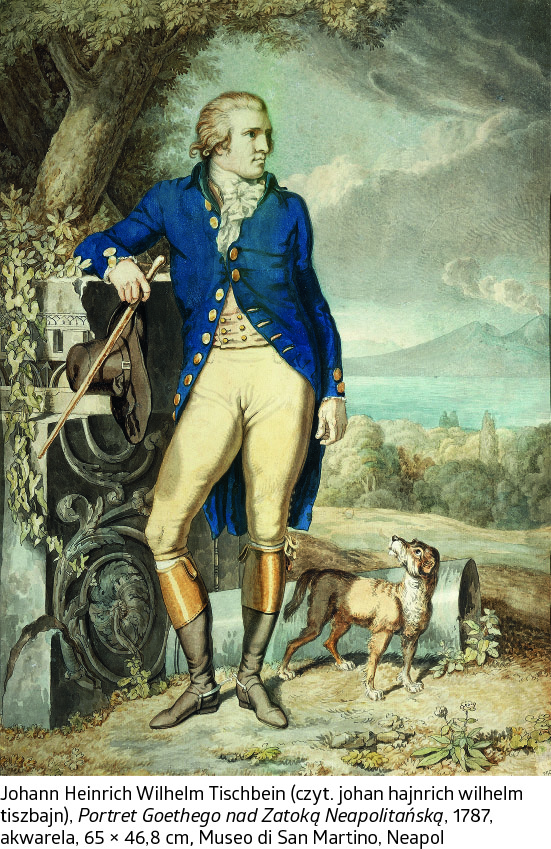 Johann Heinrich Wilhelm Tischbein (czyt. johan hajnrich wilhelm
tiszbajn), Portret Goethego nad Zatoką Neapolitańską, 1787,
akwarela, 65 × 46,8 cm, Museo di San Martino, Neapol